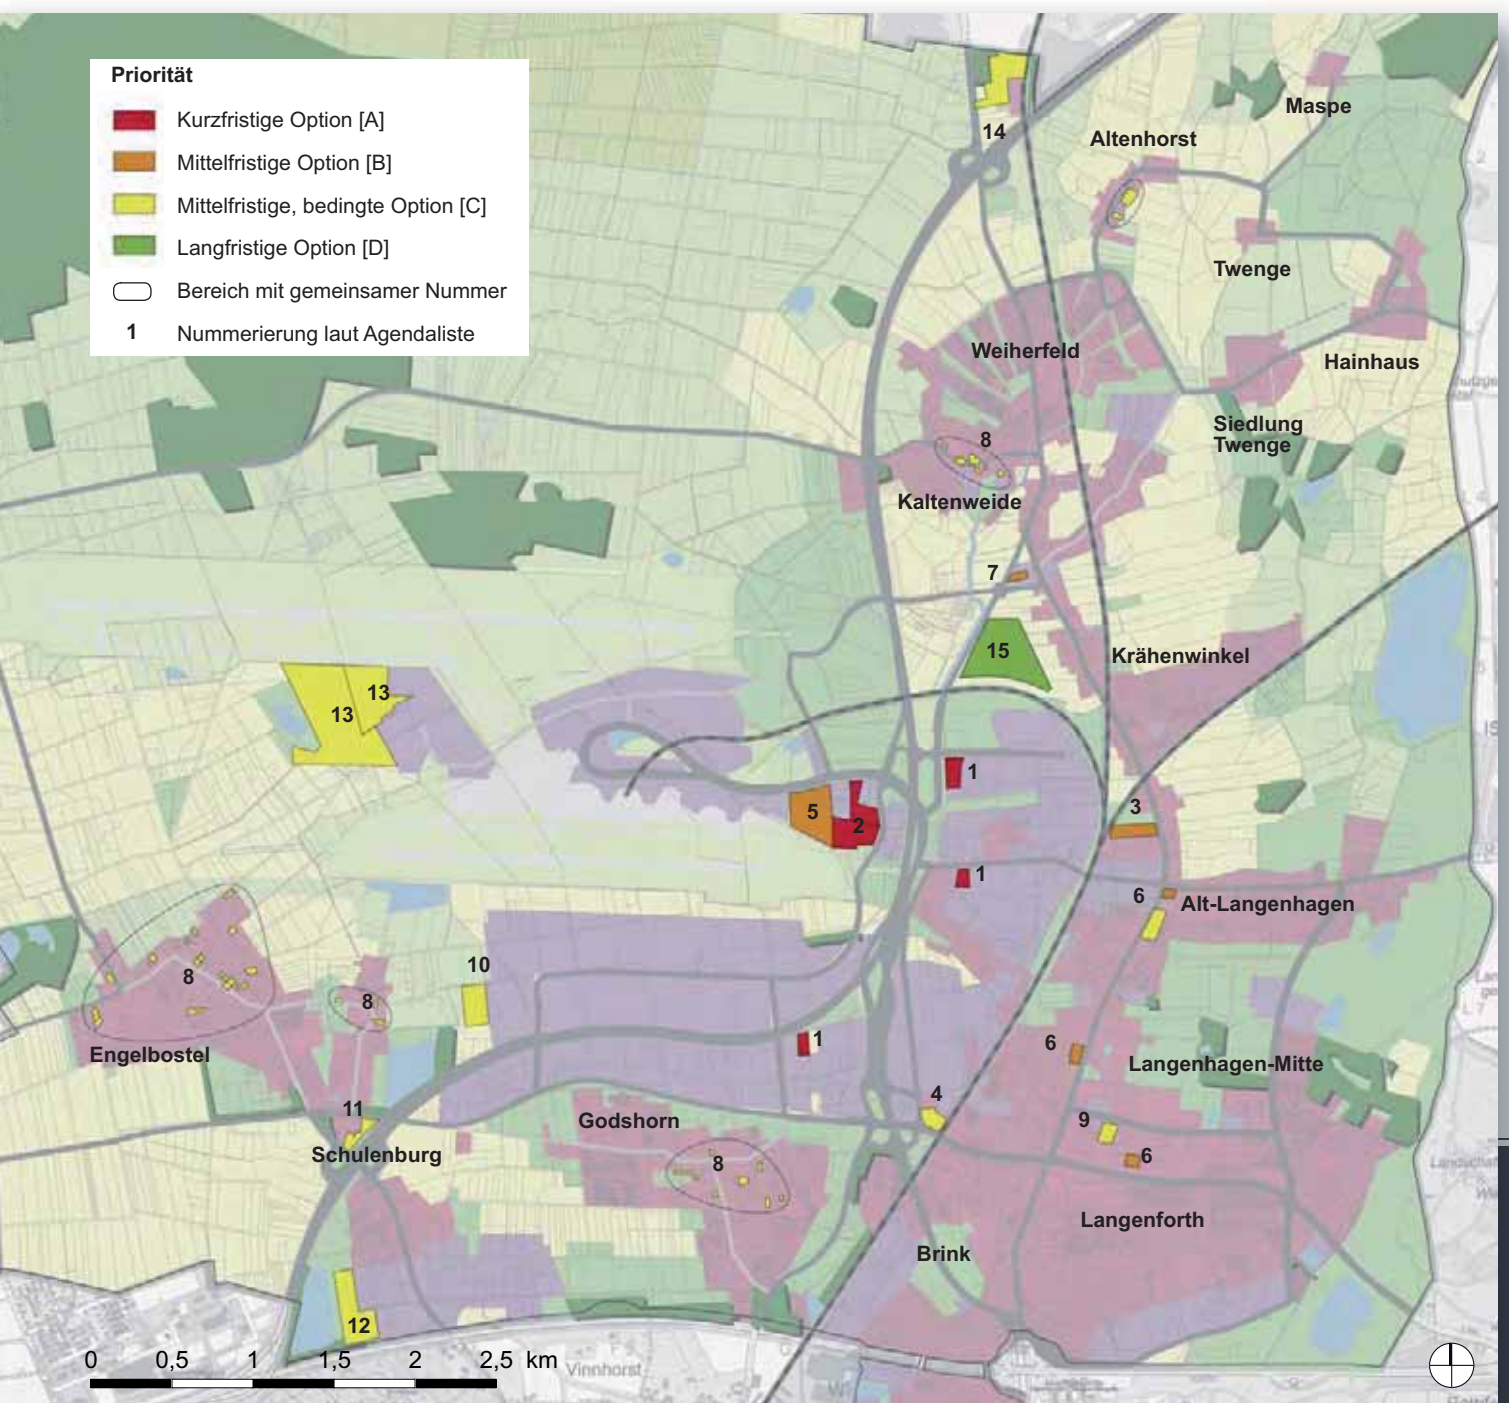 Priorität
Kurzfristige Option [A]
Mittelfristige Option [B]
Mittelfristige, bedingte Option [C]
Langfristige Option [D]
Bereich mit gemeinsamer Nummer
1 Nummerierung laut Agendaliste
14
Maspe
Altenhorst
Twenge
Weiherfeld
Hainhaus
Siedlung
Twenge
8
Kaltenweide
7
15
Krähenwinkel
13
13
1
5
2
3
1
6
Alt-Langenhagen
10
8
8
1
6
Engelbostel
Langenhagen-Mitte
4
11
Godshorn
9
Schulenburg
8
6
Langenforth
Brink
12
0 0,5 1 1,5 2 2,5 km
Vinnhorst